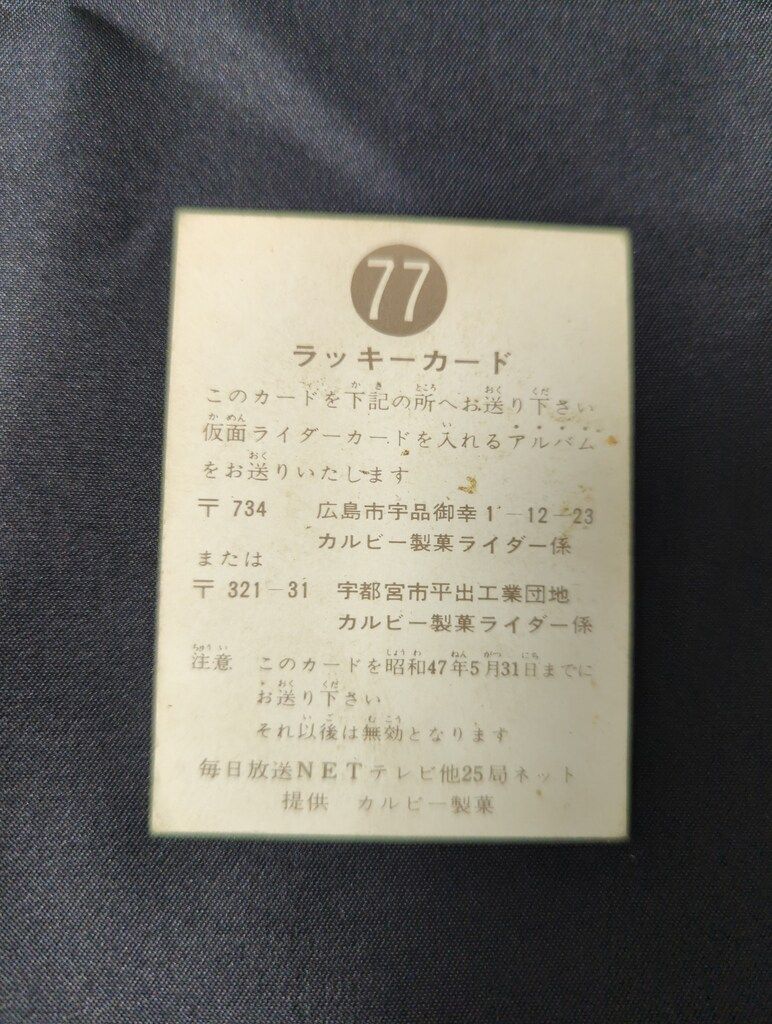 77
ラッキーカード
このカードを下記の所へお送り下さい
仮面ライダーカードを入れるアルバム
をお送りいたします
〒734 広島市宇品御幸1-12-23
カルビー製菓ライダー係
または
〒321-31 宇都宮市平出工業団地
カルビー製菓ライダー係
注意 このカードを昭和47年5月31日までに
お送り下さい
それ以後は無効となります
毎日放送NETテレビ他25局ネット
提供 カルビー製菓